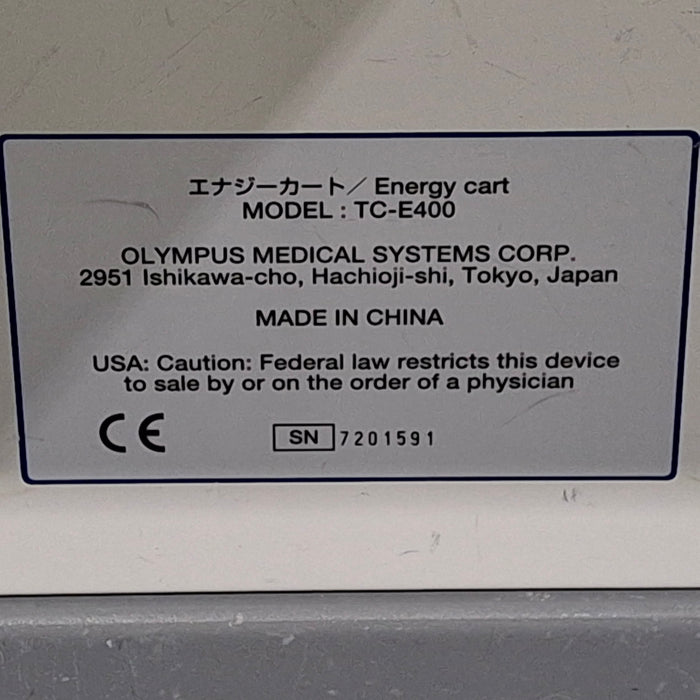 エナジーカート／Energy cart
MODEL : TC-E400
OLYMPUS MEDICAL SYSTEMS CORP.
2951 Ishikawa-cho, Hachioji-shi, Tokyo, Japan
MADE IN CHINA
USA: Caution: Federal law restricts this device
to sale by or on the order of a physician
CE
SN 7201591